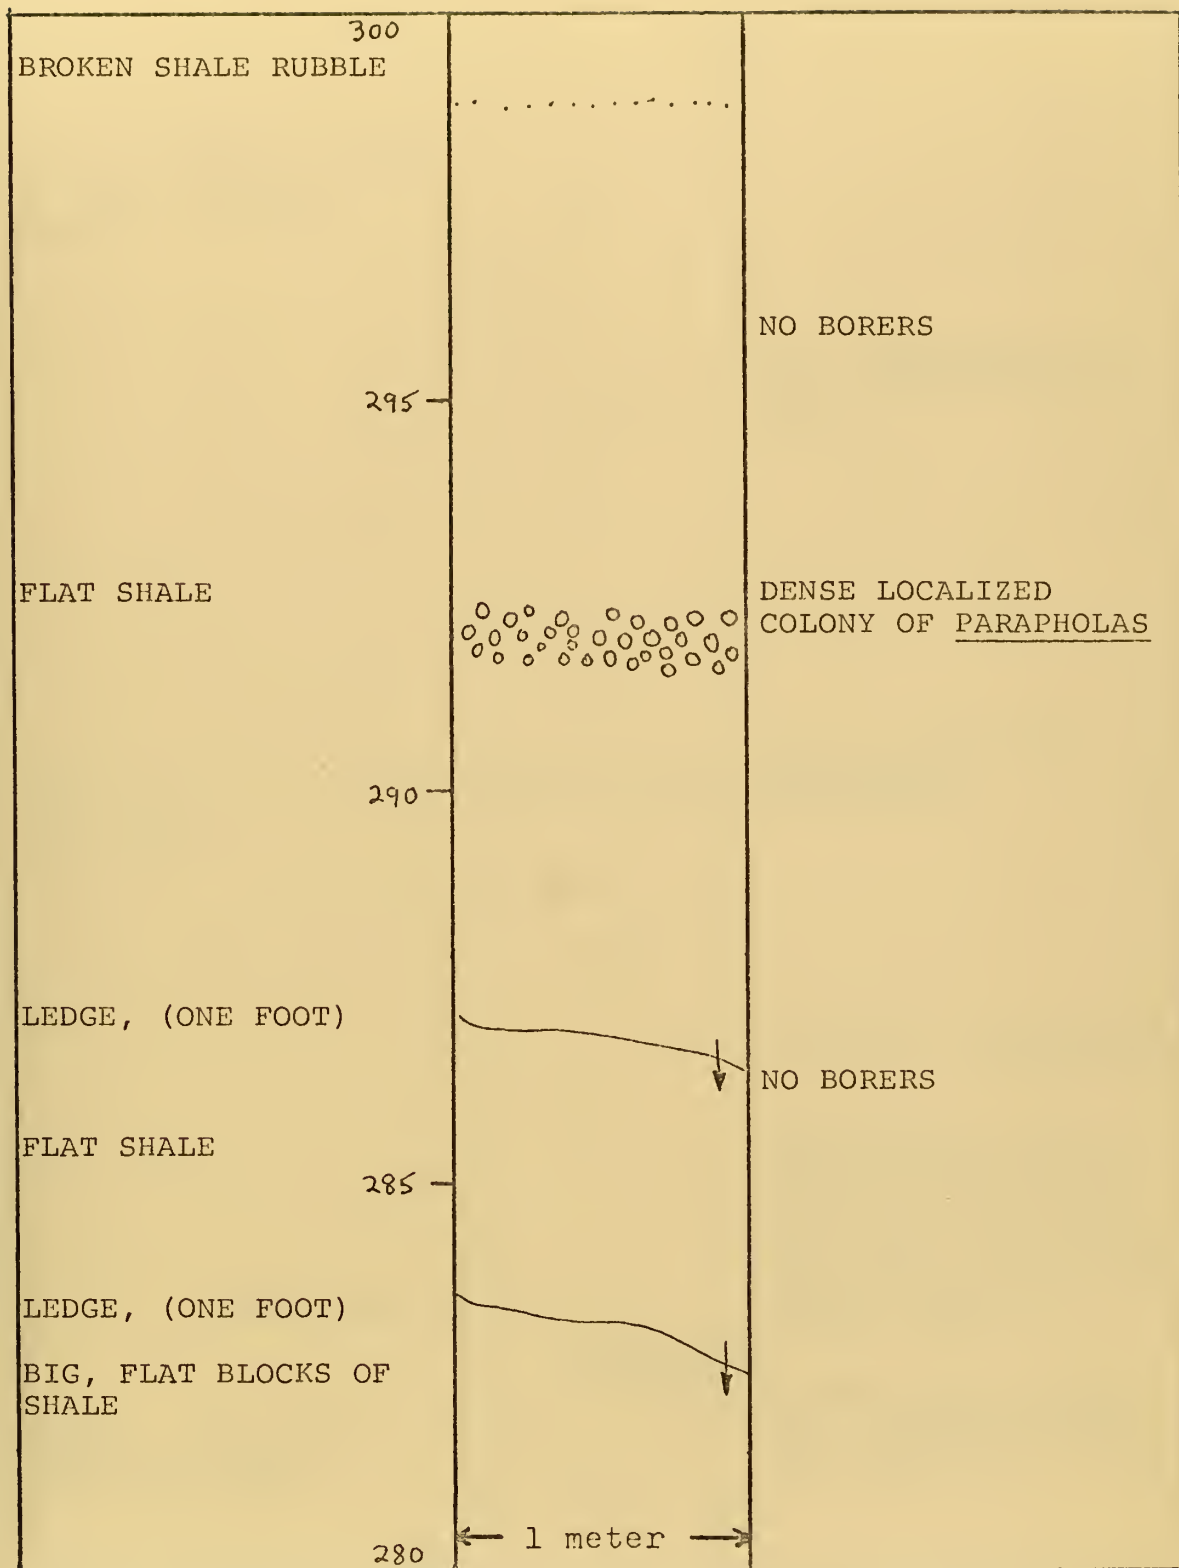 300
BROKEN SHALE RUBBLE
NO BORERS
295
FLAT SHALE
DENSE LOCALIZED
COLONY OF PARAPHOLAS
290
LEDGE, (ONE FOOT)
NO BORERS
FLAT SHALE
285
LEDGE, (ONE FOOT)
BIG, FLAT BLOCKS OF
SHALE
1 meter
280